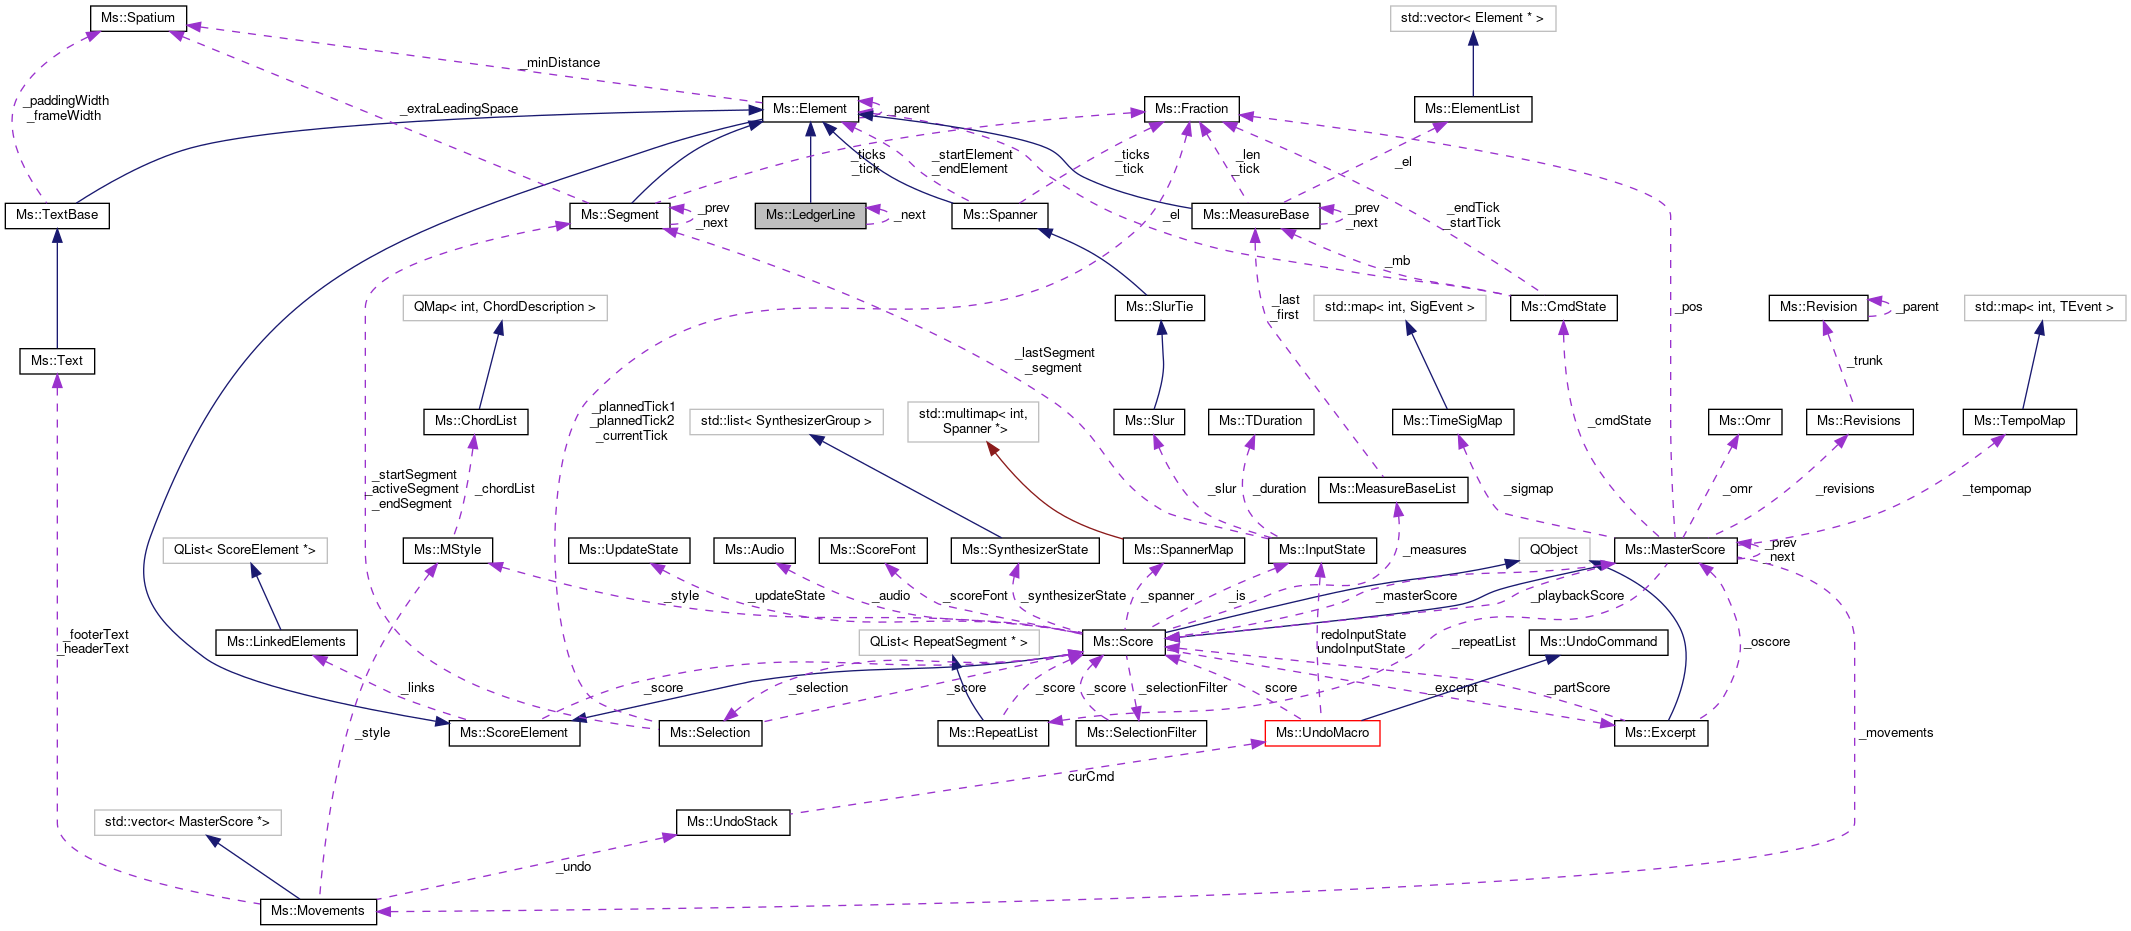 Ms::Spatium
std::vector< Element * >
_minDistance
_paddingWidth
_frameWidth
_extraLeadingSpace
Ms::Element
_parent
Ms::Fraction
Ms::ElementList
_ticks
_tick
_startElement
_endElement
_ticks
_tick
_len
_tick
_el
Ms::TextBase
Ms::Segment
_prev
_next
Ms::LedgerLine
_next
Ms::Spanner
_el
Ms::MeasureBase
_prev
_next
_endTick
_startTick
_mb
QMap< int, ChordDescription >
Ms::SlurTie
_last
_first
std::map< int, SigEvent >
Ms::CmdState
_pos
Ms::Revision
_parent
std::map< int, TEvent >
Ms::Text
_lastSegment
_segment
_trunk
Ms::ChordList
_plannedTick1
_plannedTick2
_currentTick
std::list< SynthesizerGroup >
std::multimap< int,
Spanner *>
Ms::Slur
Ms::TDuration
Ms::TimeSigMap
_cmdState
Ms::Omr
Ms::Revisions
Ms::TempoMap
_startSegment
_activeSegment
_endSegment
_chordList
_slur
_duration
Ms::MeasureBaseList
_sigmap
_omr
_revisions
_tempomap
QList< ScoreElement *>
Ms::MStyle
Ms::UpdateState
Ms::Audio
Ms::ScoreFont
Ms::SynthesizerState
Ms::SpannerMap
Ms::InputState
_measures
QObject
Ms::MasterScore
_prev
_next
_style
_updateState
_audio
_scoreFont
_synthesizerState
_spanner
_is
_masterScore
_playbackScore
_footerText
_headerText
Ms::LinkedElements
QList< RepeatSegment * >
Ms::Score
redoInputState
undoInputState
_repeatList
Ms::UndoCommand
_oscore
_links
_score
_selection
_score
_score
_score
_selectionFilter
score
_excerpt
_partScore
_style
Ms::ScoreElement
Ms::Selection
Ms::RepeatList
Ms::SelectionFilter
Ms::UndoMacro
Ms::Excerpt
_movements
curCmd
std::vector< MasterScore *>
Ms::UndoStack
_undo
Ms::Movements